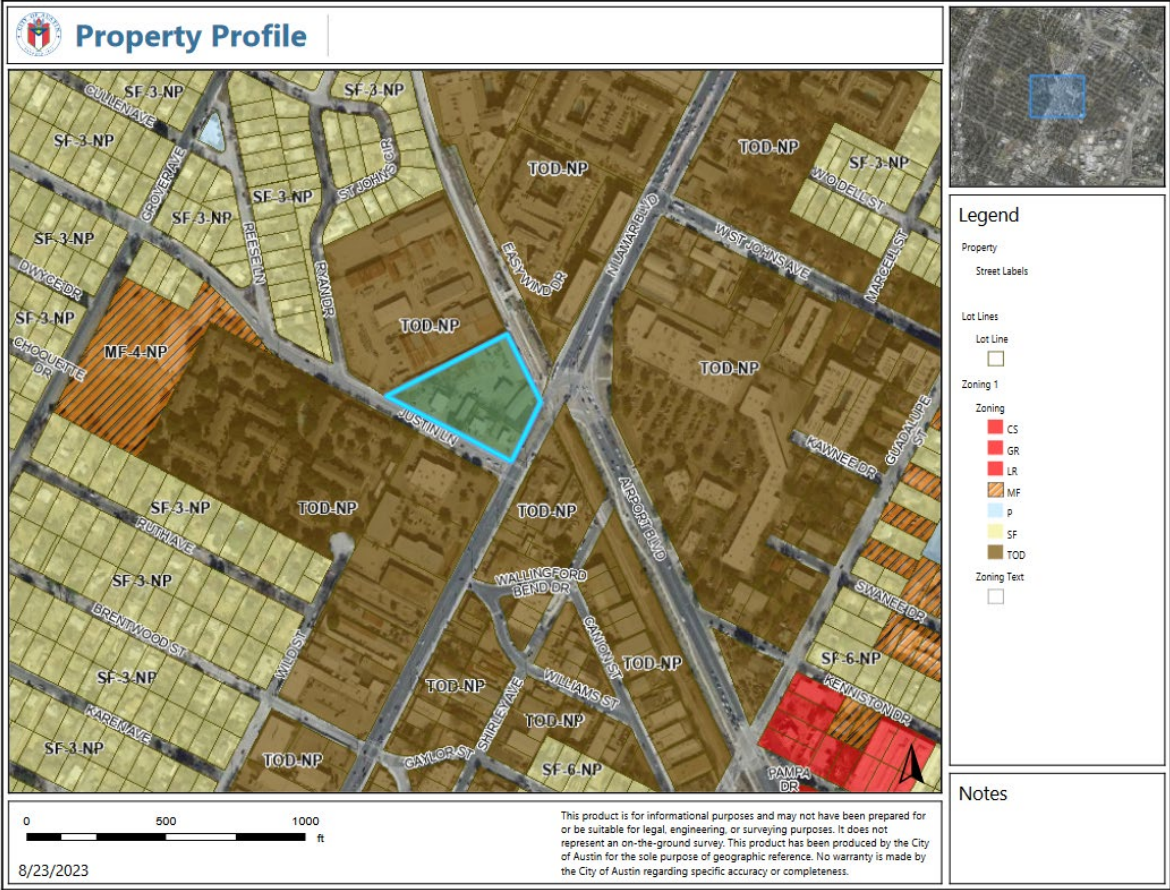 CITY OF AUSTIN
Property Profile
SF-3-NP
SF-3-NP
CULLEN AVE
SF-3-NP
TOD-NP
TOD-NP
SF-3-NP
GROVER AVE
ST JOHNS CIR
W O DELL ST
SF-3-NP
SF-3-NP
N LAMAR BLVD
SF-3-NP
REESE LN
W ST JOHNS AVE
MARCELL ST
EASY WIND DR
DWYCE DR
RYAN DR
SF-3-NP
TOD-NP
MF-4-NP
CHOQUETTE
DR
TOD-NP
JUSTIN LN
GUADALUPE
ST
KAWNEE DR
SF-3-NP
TOD-NP
TOD-NP
AIRPORT BLVD
RUTH AVE
WALLINGFORD
BEND DR
SF-3-NP
SWANEE DR
BRENTWOOD ST
CANION ST
WILD ST
TOD-NP
SF-6-NP
SF-3-NP
TOD-NP
WILLIAMS ST
KENNISTON DR
KAREN AVE
SHIRLEY AVE
TOD-NP
SF-3-NP
TOD-NP
GAYLOR ST
SF-6-NP
PAMPA
DR
Legend
Property
Street Labels
Lot Lines
Lot Line
Zoning 1
Zoning
CS
GR
LR
MF
P
SF
TOD
Zoning Text
Notes
0 500 1000
ft
8/23/2023
This product is for informational purposes and may not have been prepared for
or be suitable for legal, engineering, or surveying purposes. It does not
represent an on-the-ground survey. This product has been produced by the City
of Austin for the sole purpose of geographic reference. No warranty is made by
the City of Austin regarding specific accuracy or completeness.